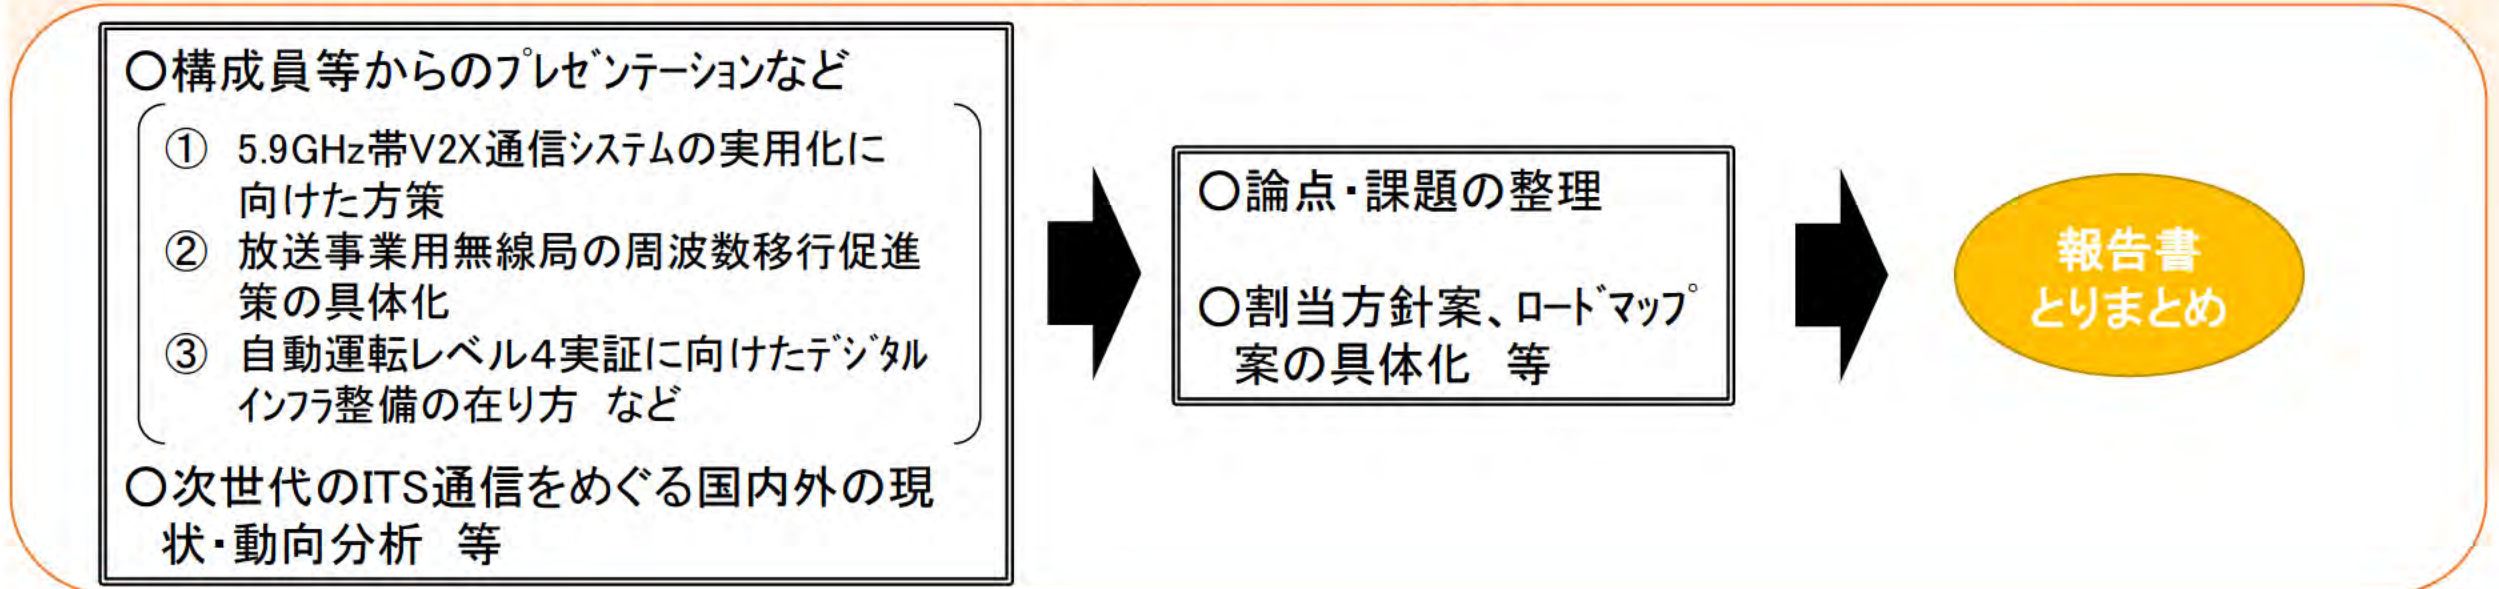 〇構成員等からのﾌﾟﾚｾﾞﾝﾃｰｼｮﾝなど
① 5.9GHz帯V2X通信ｼｽﾃﾑの実用化に
向けた方策
② 放送事業用無線局の周波数移行促進
策の具体化
③ 自動運転レベル4実証に向けたﾃﾞｼﾞﾀﾙ
ｲﾝﾌﾗ整備の在り方 など
〇次世代のITS通信をめぐる国内外の現
状・動向分析 等
〇論点・課題の整理
〇割当方針案、ﾛｰﾄﾞﾏｯﾌﾟ
案の具体化 等
報告書
とりまとめ